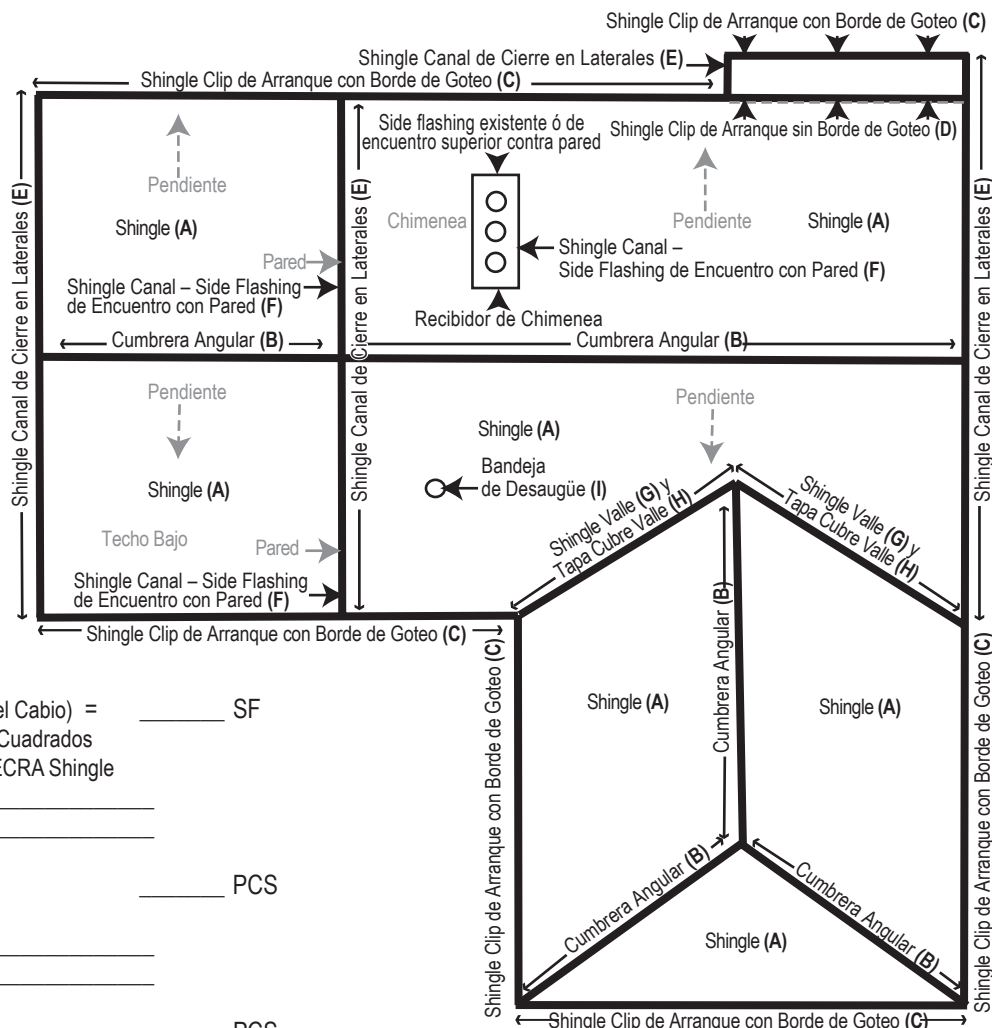 Shingle Clip de Arranque con Borde de Goteo (C)
Shingle Canal de Cierre en Laterales (E)
Shingle Clip de Arranque con Borde de Goteo (C)
Side flashing existente ó de
encuentro superior contra pared
Shingle Clip de Arranque sin Borde de Goteo (D)
Shingle Canal de Cierre en Laterales (E)
Shingle Canal de Cierre en Laterales (E)
Shingle Canal de Cierre en Laterales (E)
Pendiente
Shingle (A)
Chimenea
Pendiente
Shingle (A)
Pared
Shingle Canal – Side Flashing
de Encuentro con Pared (F)
Shingle Canal –
Side Flashing de Encuentro con Pared (F)
Recibidor de Chimenea
Cumbrera Angular (B)
Cumbrera Angular (B)
Pendiente
Pendiente
Shingle (A)
Shingle (A)
Bandeja
de Desaugüe (I)
Techo Bajo
Pared
Shingle Canal – Side Flashing
de Encuentro con Pared (F)
Shingle Valle (G) y
Tapa Cubre Valle (H)
Shingle Valle (G) y
Tapa Cubre Valle (H)
Shingle Clip de Arranque con Borde de Goteo (C)
Cumbrera Angular (B)
Shingle Clip de Arranque con Borde de Goteo (C)
Shingle Clip de Arranque con Borde de Goteo (C)
Shingle (A)
Shingle (A)
Cumbrera Angular (B)
Cumbrera Angular (B)
Shingle (A)
Shingle Clip de Arranque con Borde de Goteo (C)
el Cabio) = _______ SF
Cuadrados
ECRA Shingle
_______ PCS
PCS